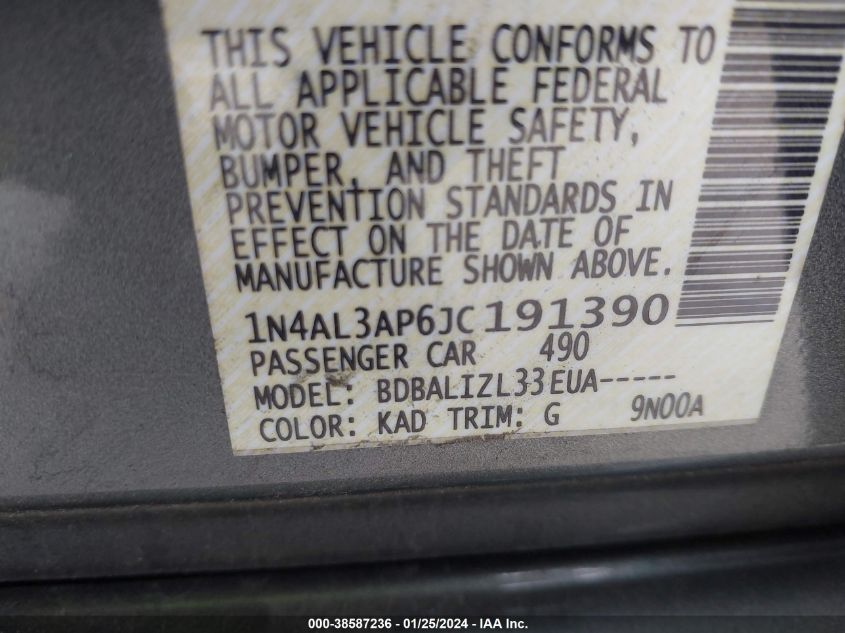 THIS VEHICLE CONFORMS TO
ALL APPLICABLE FEDERAL
MOTOR VEHICLE SAFETY,
BUMPER, AND THEFT
PREVENTION STANDARDS IN
EFFECT ON THE DATE OF
MANUFACTURE SHOWN ABOVE.
1N4AL3AP6JC191390
PASSENGER CAR 490
MODEL: BDBALIZL33EUA-----
COLOR: KAD TRIM: G 9N00A
000-38587236 - 01/25/2024 - IAA Inc.